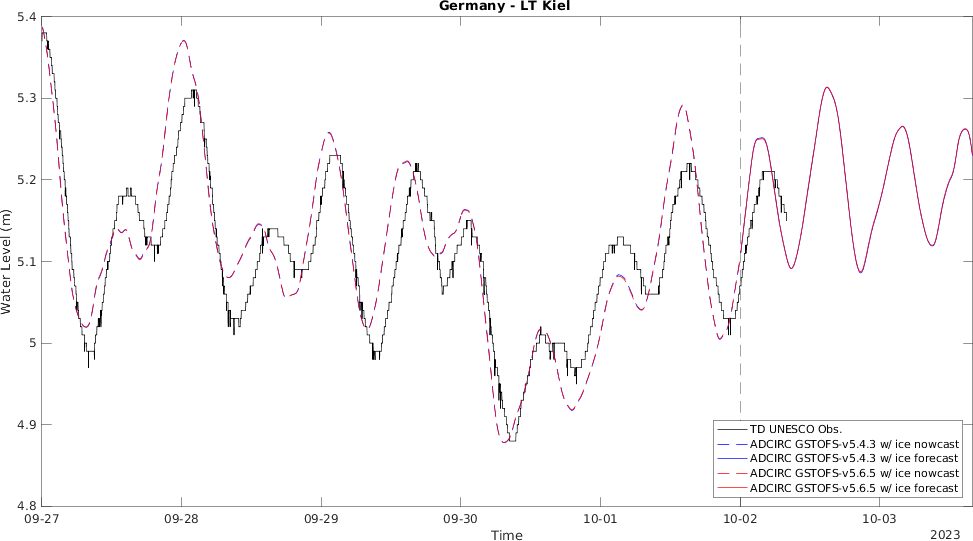 Germany - LT Kiel
5.4
5.3
5.2
5.1
5
4.9
4.8
Water Level (m)
09-27
09-28
09-29
09-30
10-01
10-02
10-03
Time
2023
TD UNESCO Obs.
ADCIRC GSTOFS-v5.4.3 w/ ice nowcast
ADCIRC GSTOFS-v5.4.3 w/ ice forecast
ADCIRC GSTOFS-v5.6.5 w/ ice nowcast
ADCIRC GSTOFS-v5.6.5 w/ ice forecast